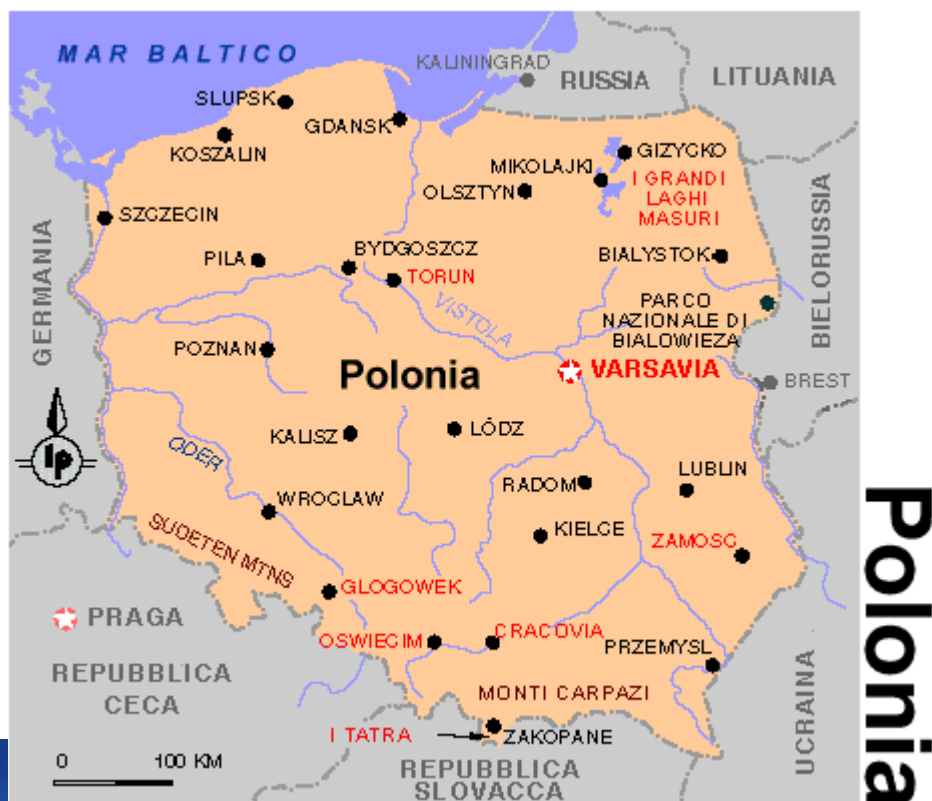 MAR BALTICO
KALININGRAD
RUSSIA
LITUANIA
SLUPSK
GDANSK
KOSZALIN
GIZYCKO
MIKOLAJKI
OLSZTYN
I GRANDI
LAGHI
MASURI
SZCZECIN
GERMANIA
BIELORUSSIA
PILA
BYDGOSZCZ
TORUN
BIALYSTOK
VISTOLA
PARCO
NAZIONALE DI
BIALOWIEZA
POZNAN
Polonia
VARSAVIA
BREST
lp
KALISZ
LÓDZ
ODER
LUBLIN
RADOM
WROCLAW
KIELCE
ZAMOSC
SUDETEN MTNS
GLOGOWEK
PRAGA
OSWIECIM
CRACOVIA
PRZEMYSL
REPUBBLICA
CECA
MONTI CARPAZI
UCRAINA
I TATRA
ZAKOPANE
0 100 KM
REPUBBLICA
SLOVACCA
Polonia